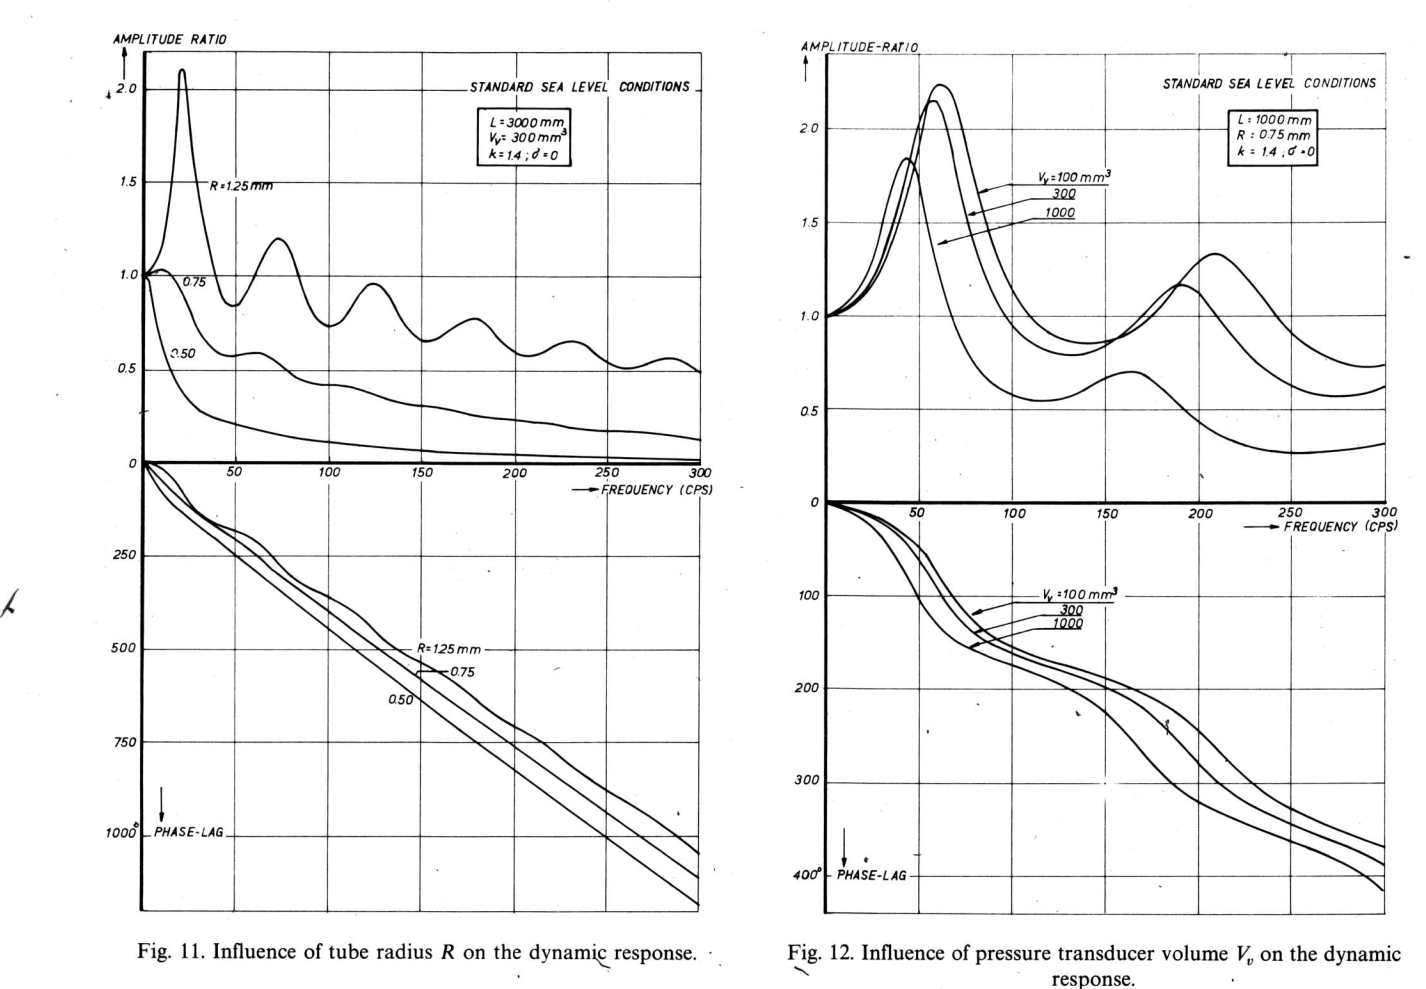 AMPLITUDE RATIO
2.0
STANDARD SEA LEVEL CONDITIONS
L=3000 mm
Vv= 300 mm³
k=1.4 ; σ=0
1.5
R=1.25 mm
1.0
0.75
0.50
0.5
0
50
100
150
200
250
300
FREQUENCY (CPS)
250
500
R=1.25 mm
0.75
0.50
750
1000°
PHASE-LAG
Fig. 11. Influence of tube radius R on the dynamic response.
AMPLITUDE-RATIO
STANDARD SEA LEVEL CONDITIONS
L = 1000 mm
R = 0.75 mm
k = 1.4 ; σ=0
2.0
Vv=100 mm³
300
1000
1.5
1.0
0.5
0
50
100
150
200
250
300
FREQUENCY (CPS)
100
Vv=100 mm³
300
1000
200
300
400°
PHASE-LAG
Fig. 12. Influence of pressure transducer volume Vv on the dynamic
response.